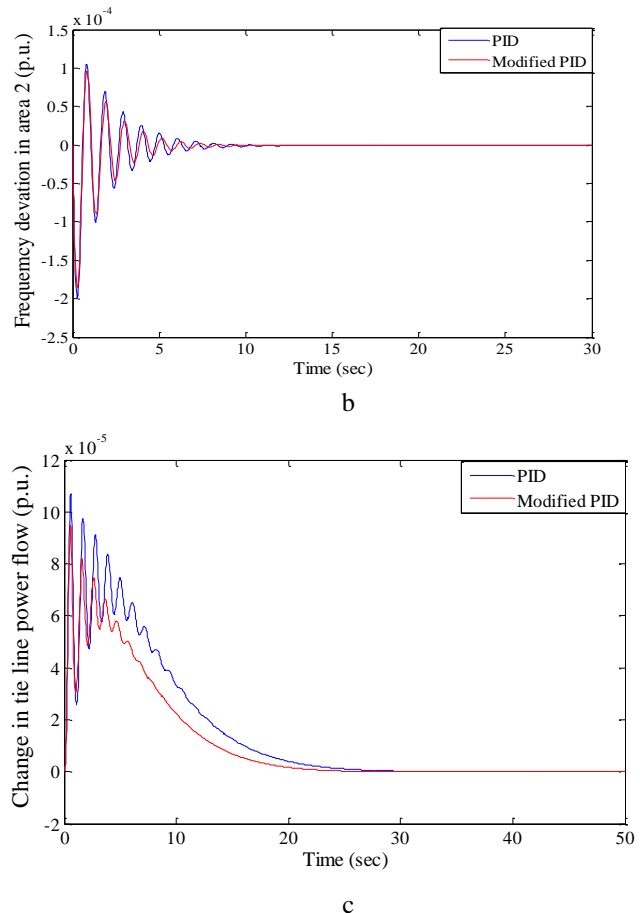 x 10^-4
Frequemcy devation in area 2 (p.u.)
1.5
1
0.5
0
-0.5
-1
-1.5
-2
-2.5
PID
Modified PID
0 5 10 15 20 25 30
Time (sec)
b
x 10^-5
Change in tie line power flow (p.u.)
12
10
8
6
4
2
0
-2
PID
Modified PID
0 10 20 30 40 50
Time (sec)
c